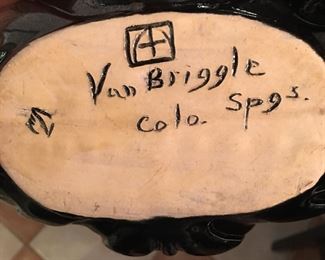 Van Briggle
Colo. Spgs.